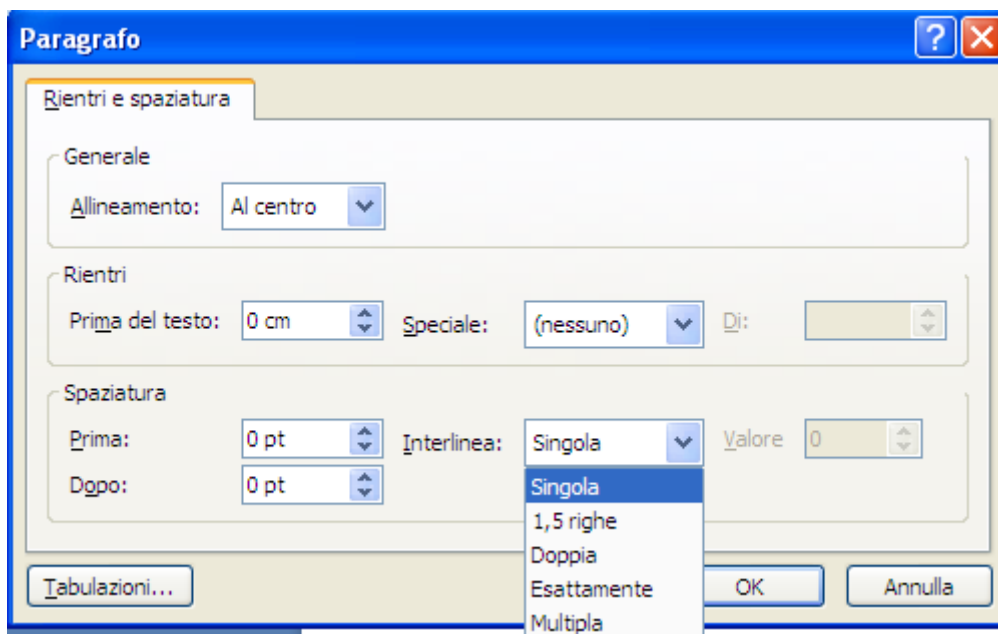 Paragrafo
Rientri e spaziatura
Generale
Allineamento: Al centro
Rientri
Prima del testo: 0 cm Speciale: (nessuno) Di:
Spaziatura
Prima: 0 pt Interlinea: Singola Valore 0
Dopo: 0 pt
Singola
1,5 righe
Doppia
Esattamente
Multipla
Tabulazioni... OK Annulla